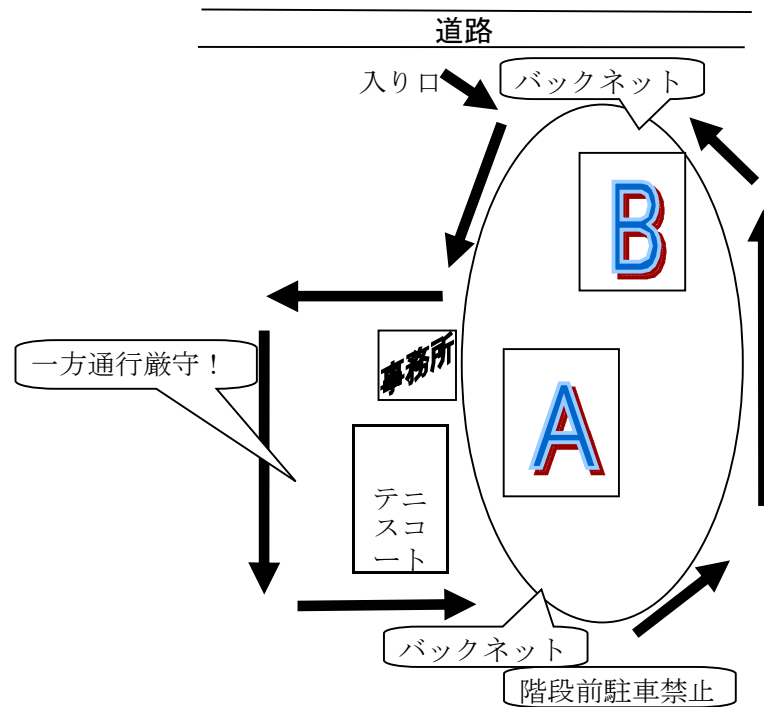 道路
入り口
バックネット
B
一方通行厳守！
事務所
A
テニ
スコ
ート
バックネット
階段前駐車禁止